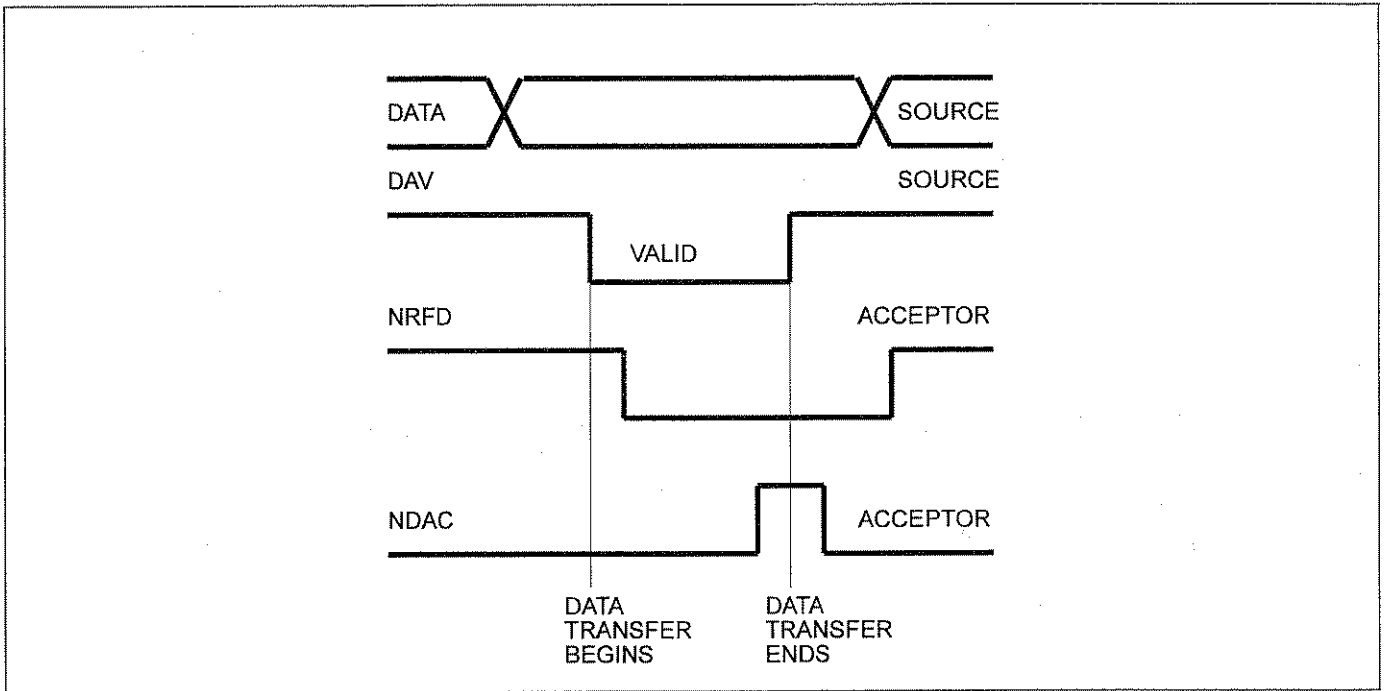 DATA
SOURCE
DAV
SOURCE
VALID
NRFD
ACCEPTOR
NDAC
ACCEPTOR
DATA
TRANSFER
BEGINS
DATA
TRANSFER
ENDS